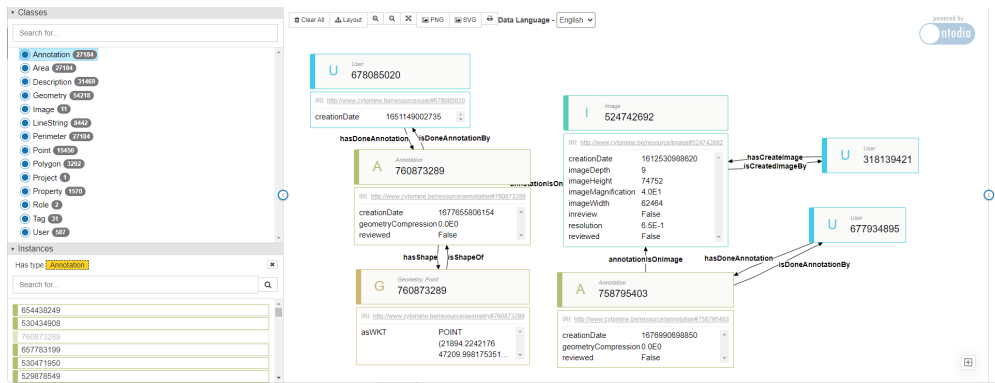 Classes
Search for...
Annotation 27184
Area 27184
Description 31469
Geometry 54218
Image 11
LineString 8442
Perimeter 27184
Point 15450
Polygon 3292
Project 1
Property 1570
Role 2
Tag 31
User 587
Instances
Has type Annotation
Search for...
654438249
530434908
760873289
657783199
530471950
529878549
Clear All Layout PNG SVG Data Language - English
powered by
ntodia
U User
678085020
IRI: http://www.cytomine.be/resource/user#678085020
creationDate 1651149002735
hasDoneAnnotation isDoneAnnotationBy
A Annotation
760873289
IRI: http://www.cytomine.be/resource/annotation#760873289
creationDate 1677655806154
geometryCompression 0.0E0
reviewed False
hasShape isShapeOf
G Geometry, Point
760873289
IRI: http://www.cytomine.be/resource/geometry#760873289
asWKT POINT
(21894.2242176
47209.998175351...
annotationIsOn
I Image
524742692
IRI: http://www.cytomine.be/resource/image#524742692
creationDate 1612530988620
imageDepth 9
imageHeight 74752
imageMagnification 4.0E1
imageWidth 62464
inreview False
resolution 6.5E-1
reviewed False
hasCreateImage
isCreatedImageBy
U User
318139421
U User
677934895
annotationIsOnImage
hasDoneAnnotation
isDoneAnnotationBy
A Annotation
758795403
IRI: http://www.cytomine.be/resource/annotation#758795403
creationDate 1676990698850
geometryCompression 0.0E0
reviewed False